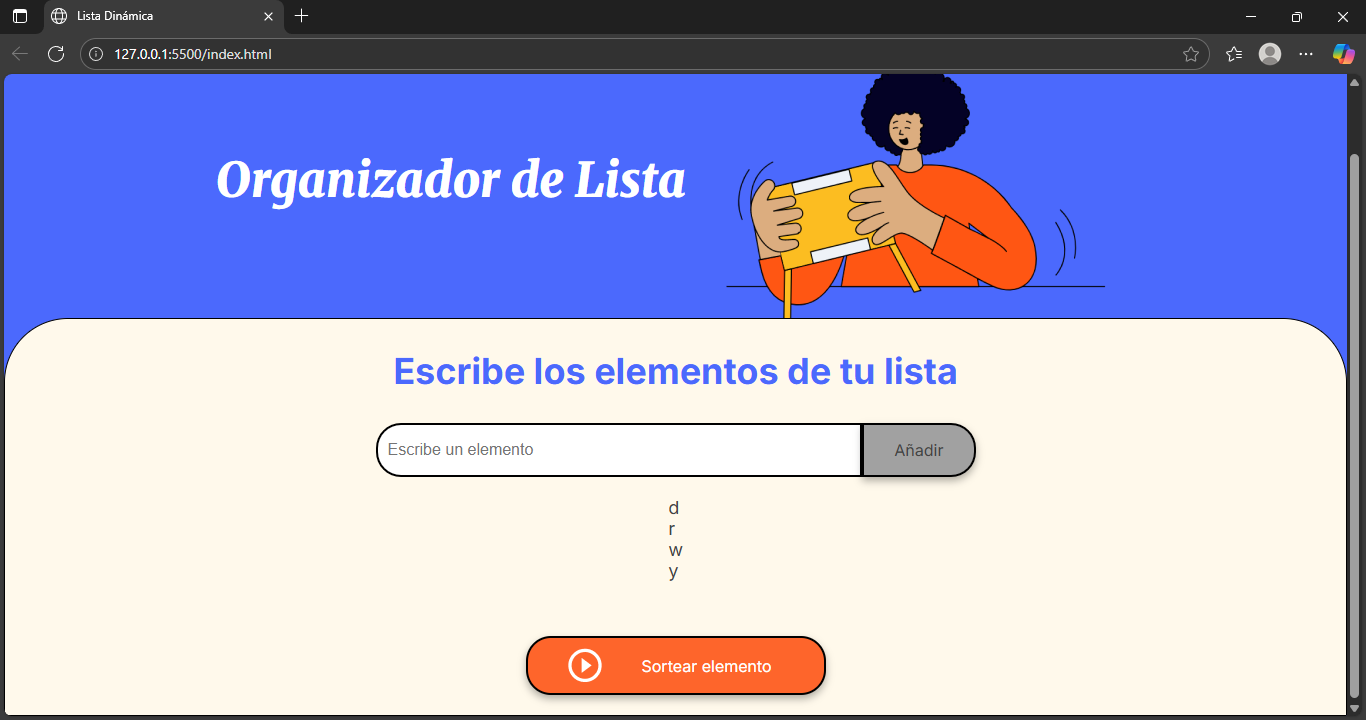 Lista Dinámica
127.0.0.1:5500/index.html
Organizador de Lista
Escribe los elementos de tu lista
Escribe un elemento
Añadir
d
r
w
y
Sortear elemento